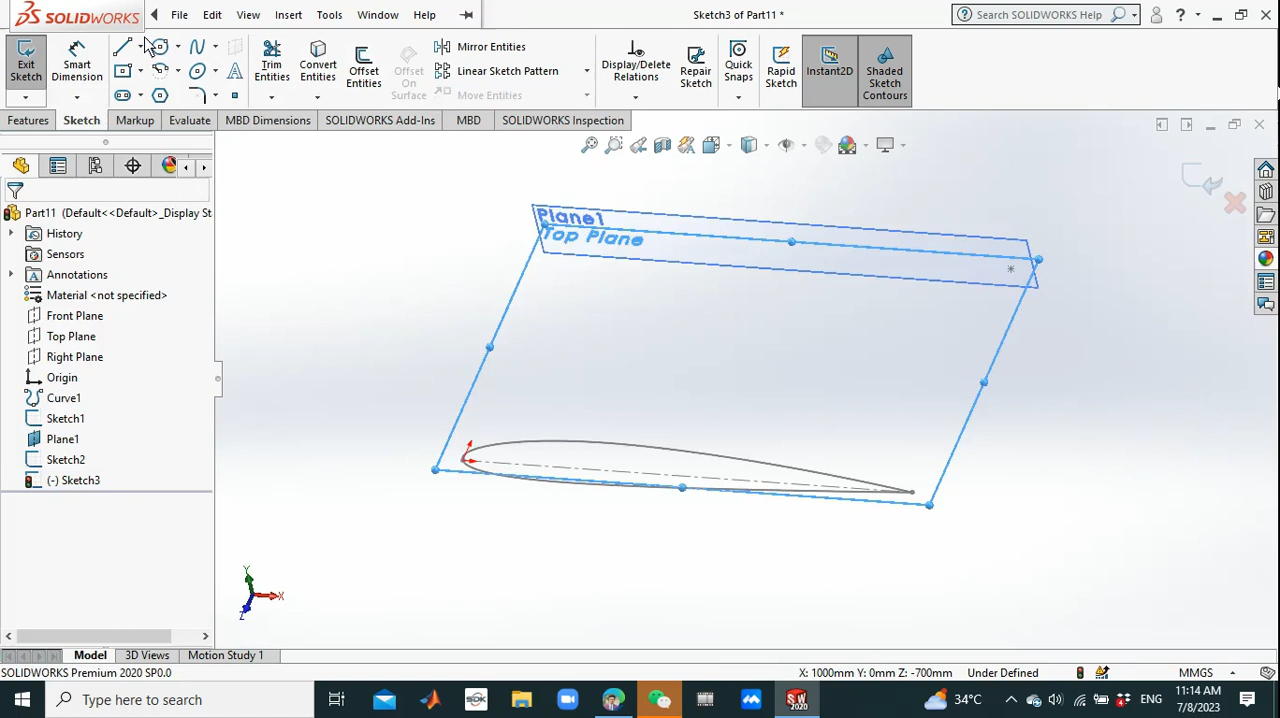 SOLIDWORKS File Edit View Insert Tools Window Help Sketch3 of Part11 Search SOLIDWORKS Help ?
Exit Sketch Smart Dimension Trim Entities Convert Entities Offset Entities Offset On Surface Mirror Entities Linear Sketch Pattern Move Entities Display/Delete Relations Repair Sketch Quick Snaps Rapid Sketch Instant2D Shaded Sketch Contours
Features Sketch Markup Evaluate MBD Dimensions SOLIDWORKS Add-Ins MBD SOLIDWORKS Inspection
Part11 (Default<<Default>_Display St
History
Sensors
Annotations
Material <not specified>
Front Plane
Top Plane
Right Plane
Origin
Curve1
Sketch1
Plane1
Sketch2
(-) Sketch3
Plane1
Top Plane
Y
X
Z
Model 3D Views Motion Study 1
SOLIDWORKS Premium 2020 SP0.0 X: 1000mm Y: 0mm Z: -700mm Under Defined MMGS
Type here to search SDK SW 2020 34°C ENG 11:14 AM
7/8/2023